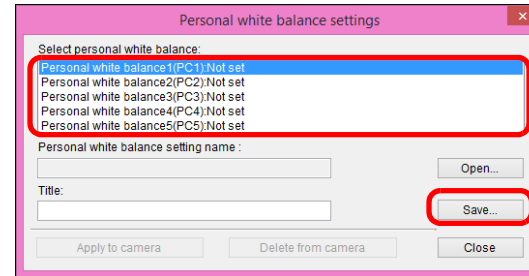 Personal white balance settings
Select personal white balance:
Personal white balance1(PC1):Not set
Personal white balance2(PC2):Not set
Personal white balance3(PC3):Not set
Personal white balance4(PC4):Not set
Personal white balance5(PC5):Not set
Personal white balance setting name :
Open...
Title:
Save...
Apply to camera Delete from camera Close